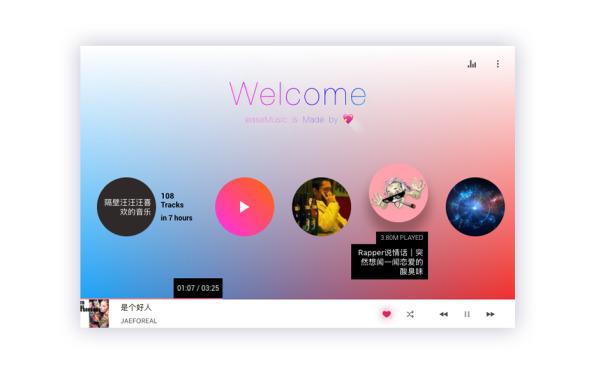 Welcome
ieaseMusic is Made by
隔壁汪汪汪喜
欢的音乐
108
Tracks
in 7 hours
3.80M PLAYED
Rapper说情话｜突
然想闻一闻恋爱的
酸臭味
01:07 / 03:25
是个好人
JAEFOREAL